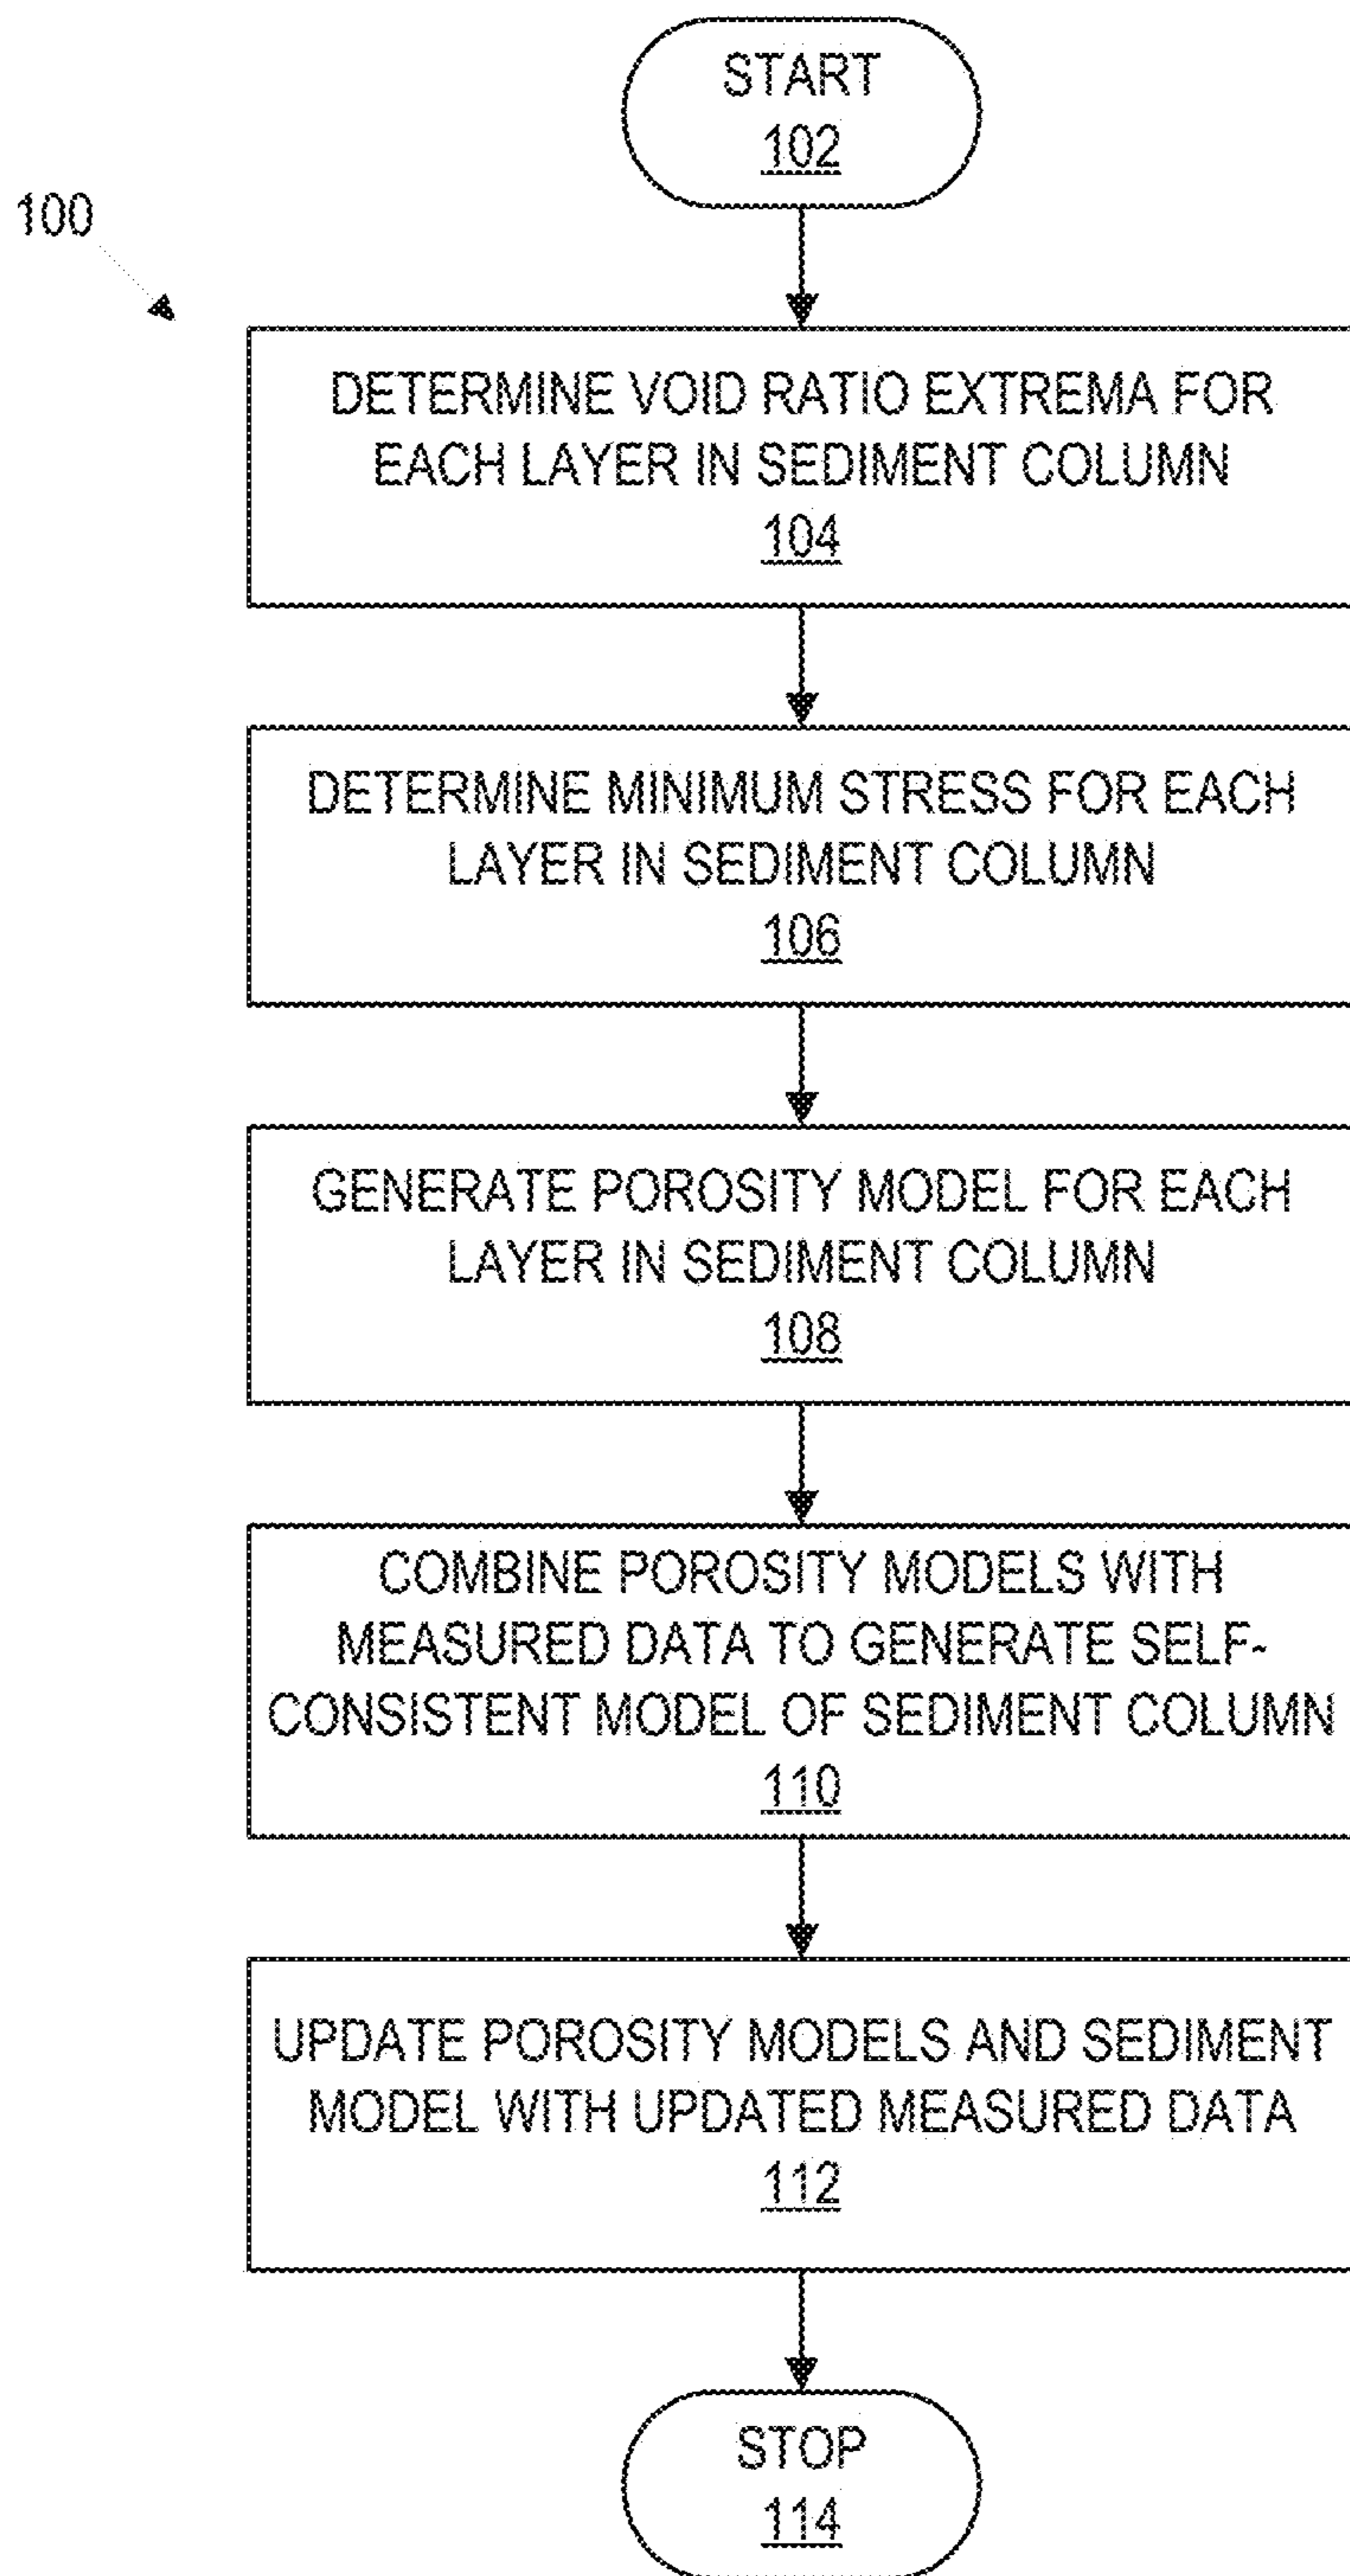 START
102
100
DETERMINE VOID RATIO EXTREMA FOR
EACH LAYER IN SEDIMENT COLUMN
104
DETERMINE MINIMUM STRESS FOR EACH
LAYER IN SEDIMENT COLUMN
106
GENERATE POROSITY MODEL FOR EACH
LAYER IN SEDIMENT COLUMN
108
COMBINE POROSITY MODELS WITH
MEASURED DATA TO GENERATE SELF-
CONSISTENT MODEL OF SEDIMENT COLUMN
110
UPDATE POROSITY MODELS AND SEDIMENT
MODEL WITH UPDATED MEASURED DATA
112
STOP
114